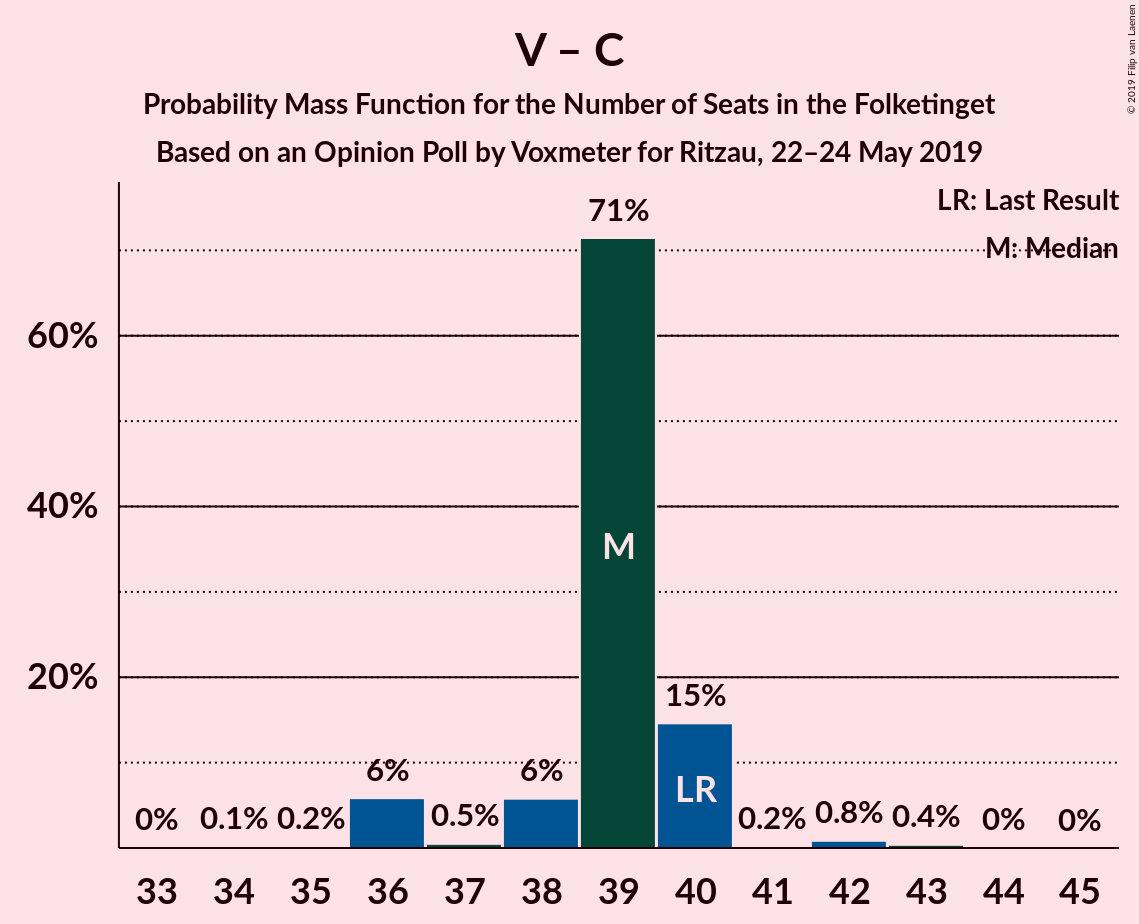 V – C
Probability Mass Function for the Number of Seats in the Folketinget
Based on an Opinion Poll by Voxmeter for Ritzau, 22–24 May 2019
© 2019 Filip van Laenen
LR: Last Result
M: Median
60%
40%
20%
0%
0.1%
0.2%
6%
0.5%
6%
71%
15%
0.2%
0.8%
0.4%
0%
0%
M
LR
33 34 35 36 37 38 39 40 41 42 43 44 45